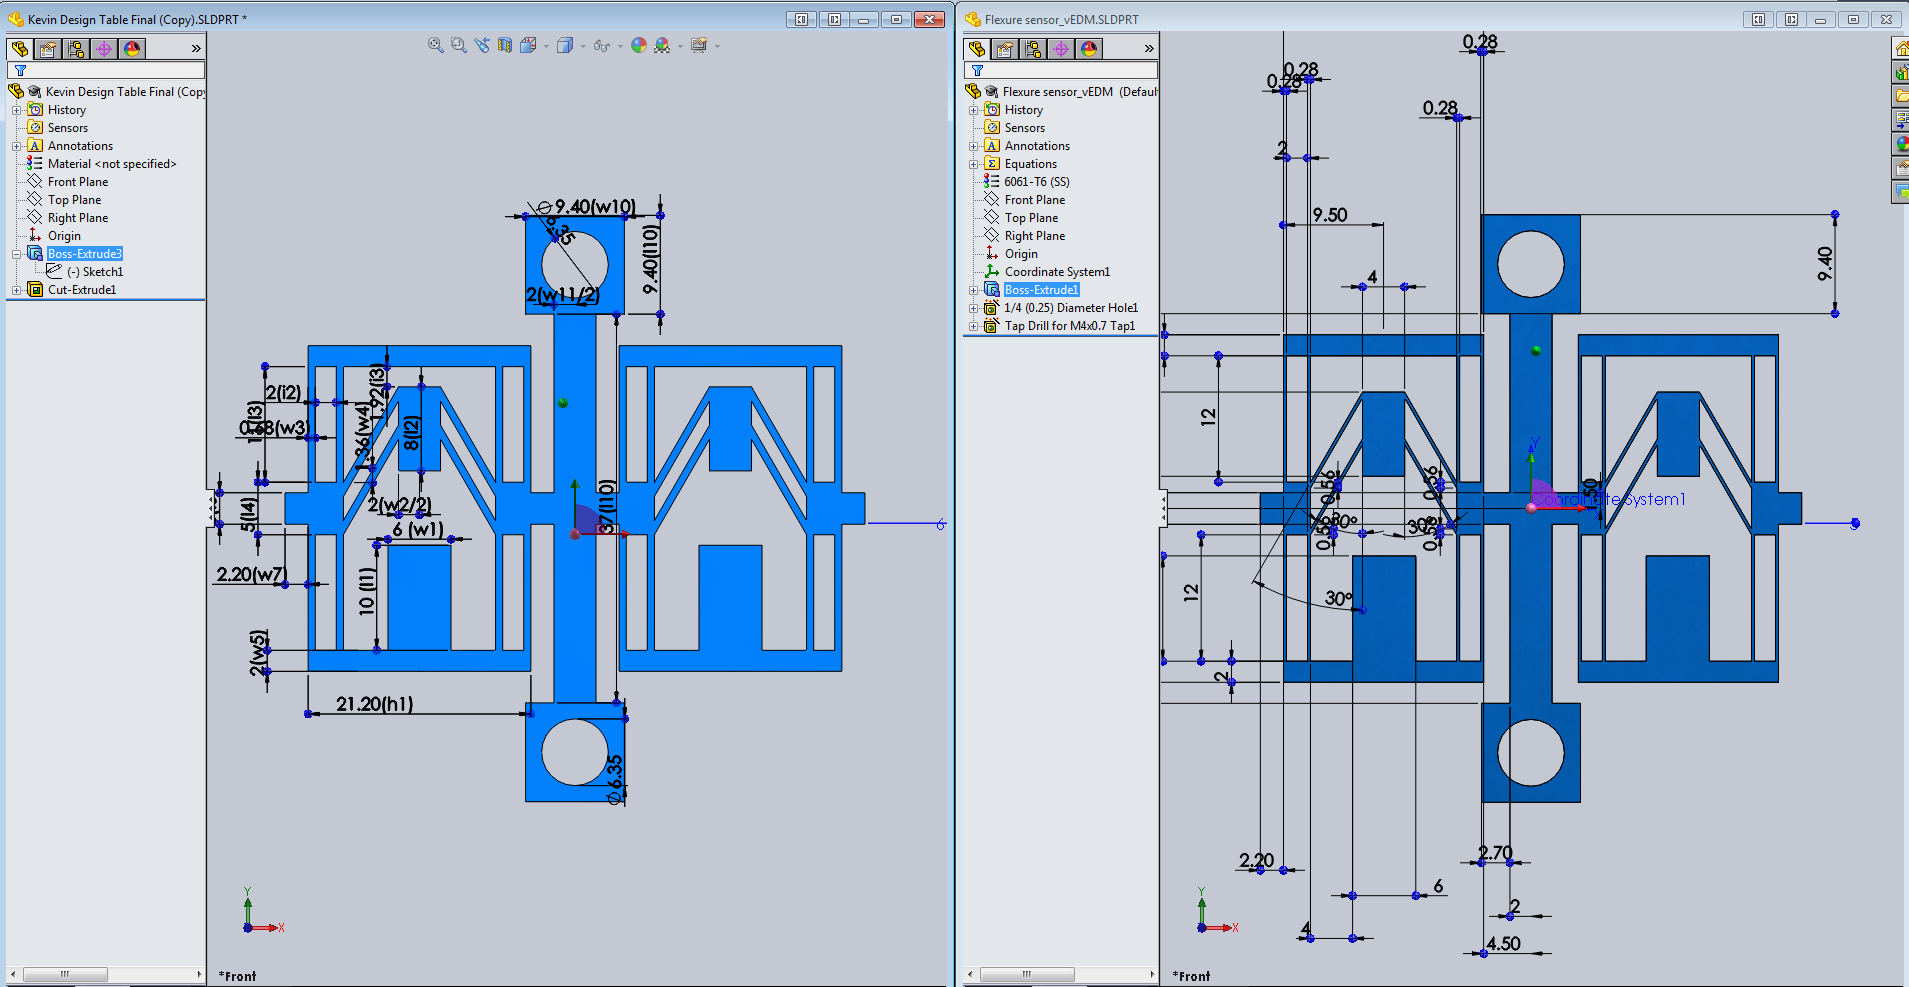 Kevin Design Table Final (Copy).SLDPRT *
Kevin Design Table Final (Copy
History
Sensors
Annotations
Material <not specified>
Front Plane
Top Plane
Right Plane
Origin
Boss-Extrude3
(-) Sketch1
Cut-Extrude1
9.40(w10)
6.35
9.40(l10)
2(w11/2)
2(i2)
1.92(i3)
0.68(w3)
1.36(w4)
8(l2)
5(l4)
2(w2/2)
6 (w1)
37(l10)
2.20(w7)
10 (l1)
2(w5)
21.20(h1)
Ø 6.35
6
Y
X
*Front
Flexure sensor_vEDM.SLDPRT
Flexure sensor_vEDM (Defaul
History
Sensors
Annotations
Equations
6061-T6 (SS)
Front Plane
Top Plane
Right Plane
Origin
Coordinate System1
Boss-Extrude1
1/4 (0.25) Diameter Hole1
Tap Drill for M4x0.7 Tap1
0.28
0.28
0.28
0.28
2
9.50
9.40
4
12
Y
0.56
0.56
.50
Coordinate System1
0.56
30°
30°
0.56
12
30°
2
2.20
2.70
6
2
4
4.50
Y
X
*Front